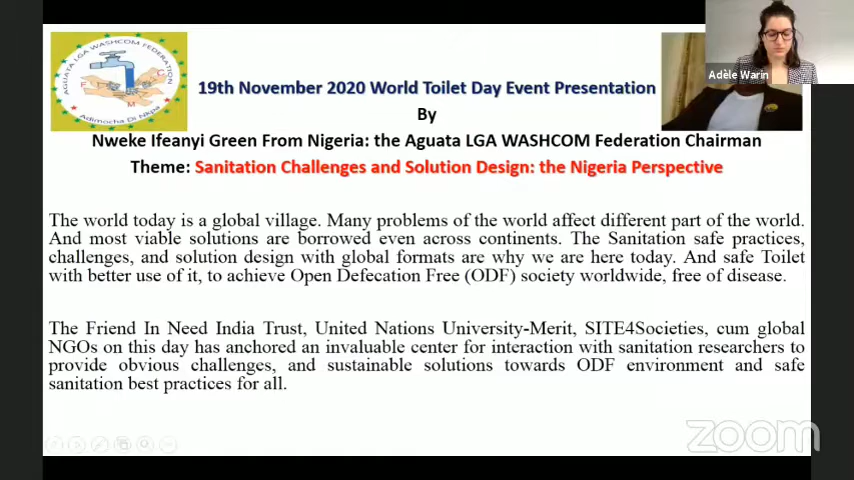 AGUATA LGA WASHCOM FEDERATION
F
C
M
Adimocha Di Nkpa
Adèle Warin
19th November 2020 World Toilet Day Event Presentation
By
Nweke Ifeanyi Green From Nigeria: the Aguata LGA WASHCOM Federation Chairman
Theme: Sanitation Challenges and Solution Design: the Nigeria Perspective
The world today is a global village. Many problems of the world affect different part of the world.
And most viable solutions are borrowed even across continents. The Sanitation safe practices,
challenges, and solution design with global formats are why we are here today. And safe Toilet
with better use of it, to achieve Open Defecation Free (ODF) society worldwide, free of disease.
The Friend In Need India Trust, United Nations University-Merit, SITE4Societies, cum global
NGOs on this day has anchored an invaluable center for interaction with sanitation researchers to
provide obvious challenges, and sustainable solutions towards ODF environment and safe
sanitation best practices for all.
zoom